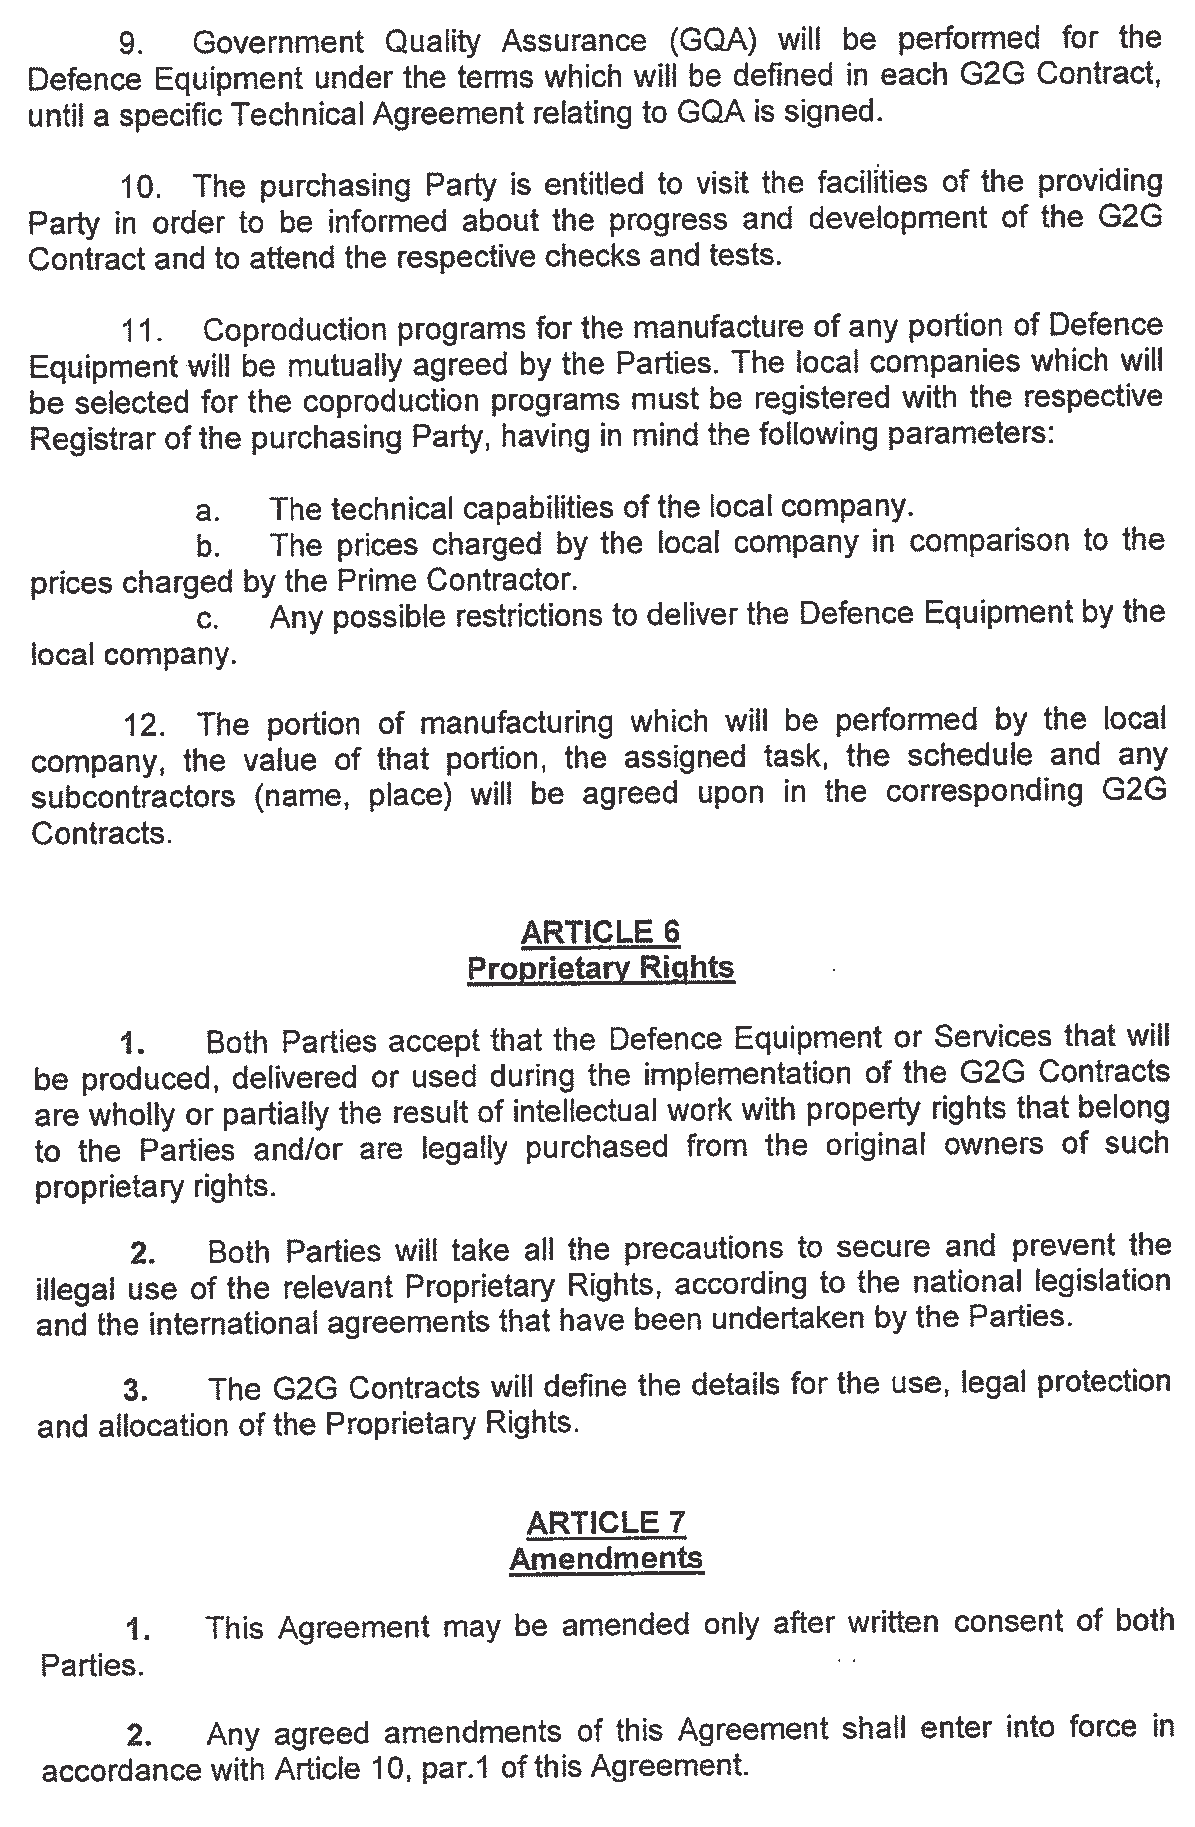 9. Government Quality Assurance (GQA) will be performed for the
Defence Equipment under the terms which will be defined in each G2G Contract,
until a specific Technical Agreement relating to GQA is signed.
10. The purchasing Party is entitled to visit the facilities of the providing
Party in order to be informed about the progress and development of the G2G
Contract and to attend the respective checks and tests.
11. Coproduction programs for the manufacture of any portion of Defence
Equipment will be mutually agreed by the Parties. The local companies which will
be selected for the coproduction programs must be registered with the respective
Registrar of the purchasing Party, having in mind the following parameters:
a. The technical capabilities of the local company.
b. The prices charged by the local company in comparison to the
prices charged by the Prime Contractor.
c. Any possible restrictions to deliver the Defence Equipment by the
local company.
12. The portion of manufacturing which will be performed by the local
company, the value of that portion, the assigned task, the schedule and any
subcontractors (name, place) will be agreed upon in the corresponding G2G
Contracts.
ARTICLE 6
Proprietary Rights
1. Both Parties accept that the Defence Equipment or Services that will
be produced, delivered or used during the implementation of the G2G Contracts
are wholly or partially the result of intellectual work with property rights that belong
to the Parties and/or are legally purchased from the original owners of such
proprietary rights.
2. Both Parties will take all the precautions to secure and prevent the
illegal use of the relevant Proprietary Rights, according to the national legislation
and the international agreements that have been undertaken by the Parties.
3. The G2G Contracts will define the details for the use, legal protection
and allocation of the Proprietary Rights.
ARTICLE 7
Amendments
1. This Agreement may be amended only after written consent of both
Parties.
2. Any agreed amendments of this Agreement shall enter into force in
accordance with Article 10, par.1 of this Agreement.